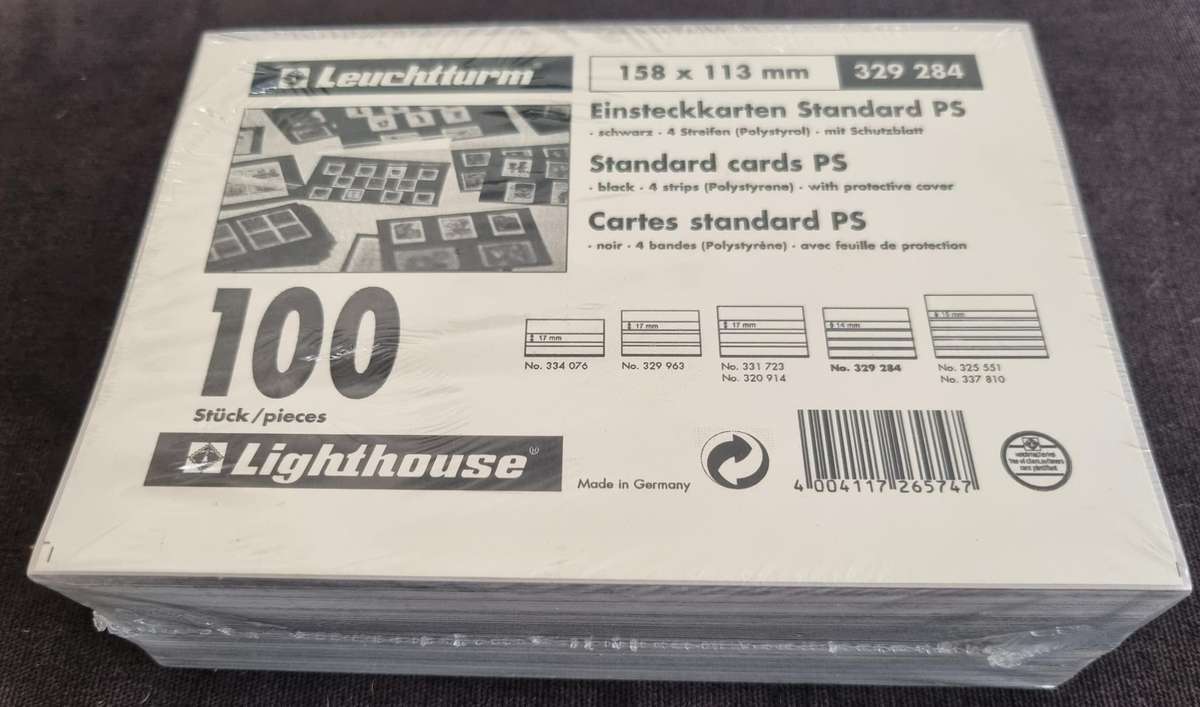 Leuchtturm®
158 x 113 mm 329 284
Einsteckkarten Standard PS
· schwarz · 4 Streifen (Polystyrol) · mit Schutzblatt
Standard cards PS
· black · 4 strips (Polystyrene) · with protective cover
Cartes standard PS
· noir · 4 bandes (Polystyrène) · avec feuille de protection
100
Stück/pieces
17 mm
No. 334 076
17 mm
No. 329 963
17 mm
No. 331 723
No. 320 914
14 mm
No. 329 284
15 mm
No. 325 551
No. 337 810
Lighthouse®
Made in Germany
4 004117 265747